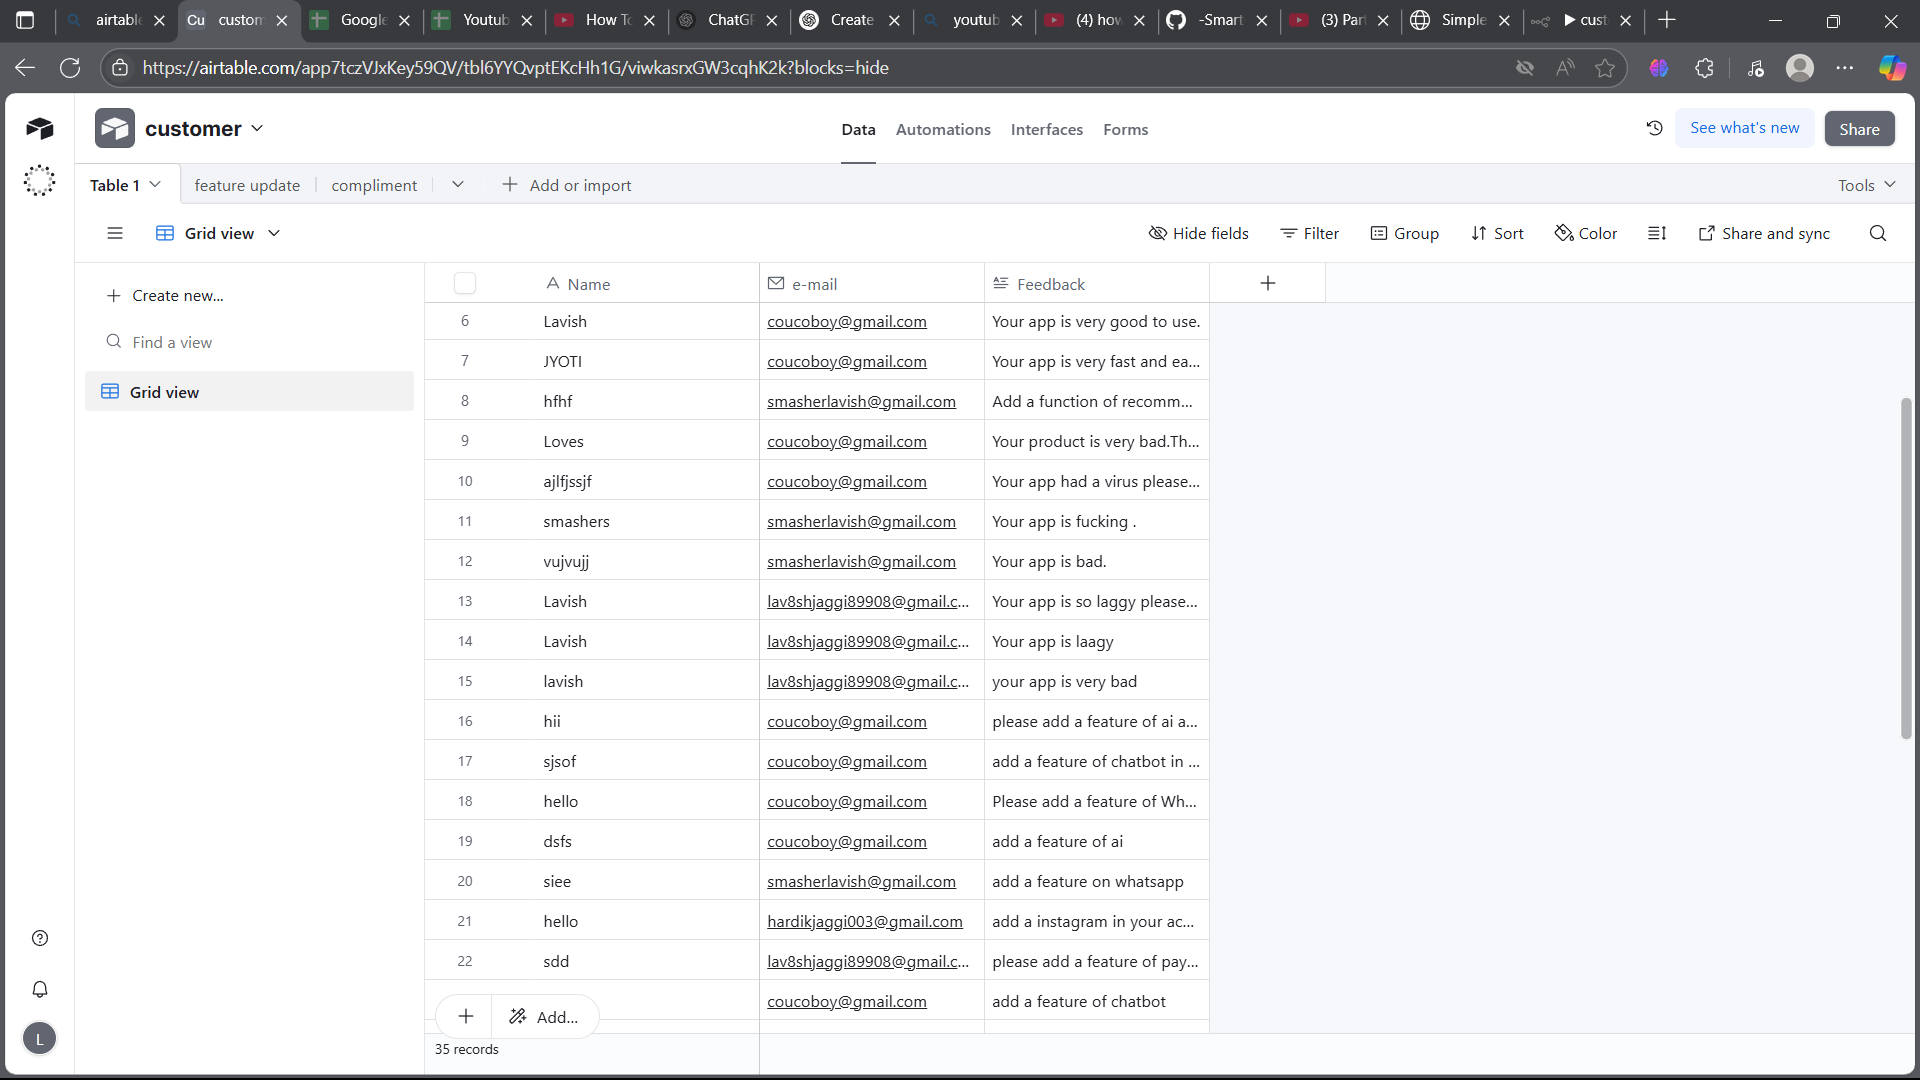 airtable
Cu custom
Google
Youtub
How To
ChatGP
Create
youtub
(4) how
-Smart
(3) Part
Simple
cust
https://airtable.com/app7tczVJxKey59QV/tbl6YYQvptEKcHh1G/viwkasrxGW3cqhK2k?blocks=hide
customer
Data Automations Interfaces Forms
See what's new
Share
Table 1 feature update compliment Add or import
Tools
Grid view
Hide fields Filter Group Sort Color Share and sync
Create new...
Find a view
Grid view
Name e-mail Feedback
6 Lavish coucoboy@gmail.com Your app is very good to use.
7 JYOTI coucoboy@gmail.com Your app is very fast and ea...
8 hfhf smasherlavish@gmail.com Add a function of recomm...
9 Loves coucoboy@gmail.com Your product is very bad.Th...
10 ajlfjssjf coucoboy@gmail.com Your app had a virus please...
11 smashers smasherlavish@gmail.com Your app is fucking .
12 vujvujj smasherlavish@gmail.com Your app is bad.
13 Lavish lav8shjaggi89908@gmail.c... Your app is so laggy please...
14 Lavish lav8shjaggi89908@gmail.c... Your app is laagy
15 lavish lav8shjaggi89908@gmail.c... your app is very bad
16 hii coucoboy@gmail.com please add a feature of ai a...
17 sjsof coucoboy@gmail.com add a feature of chatbot in ...
18 hello coucoboy@gmail.com Please add a feature of Wh...
19 dsfs coucoboy@gmail.com add a feature of ai
20 siee smasherlavish@gmail.com add a feature on whatsapp
21 hello hardikjaggi003@gmail.com add a instagram in your ac...
22 sdd lav8shjaggi89908@gmail.c... please add a feature of pay...
coucoboy@gmail.com add a feature of chatbot
Add...
35 records
L